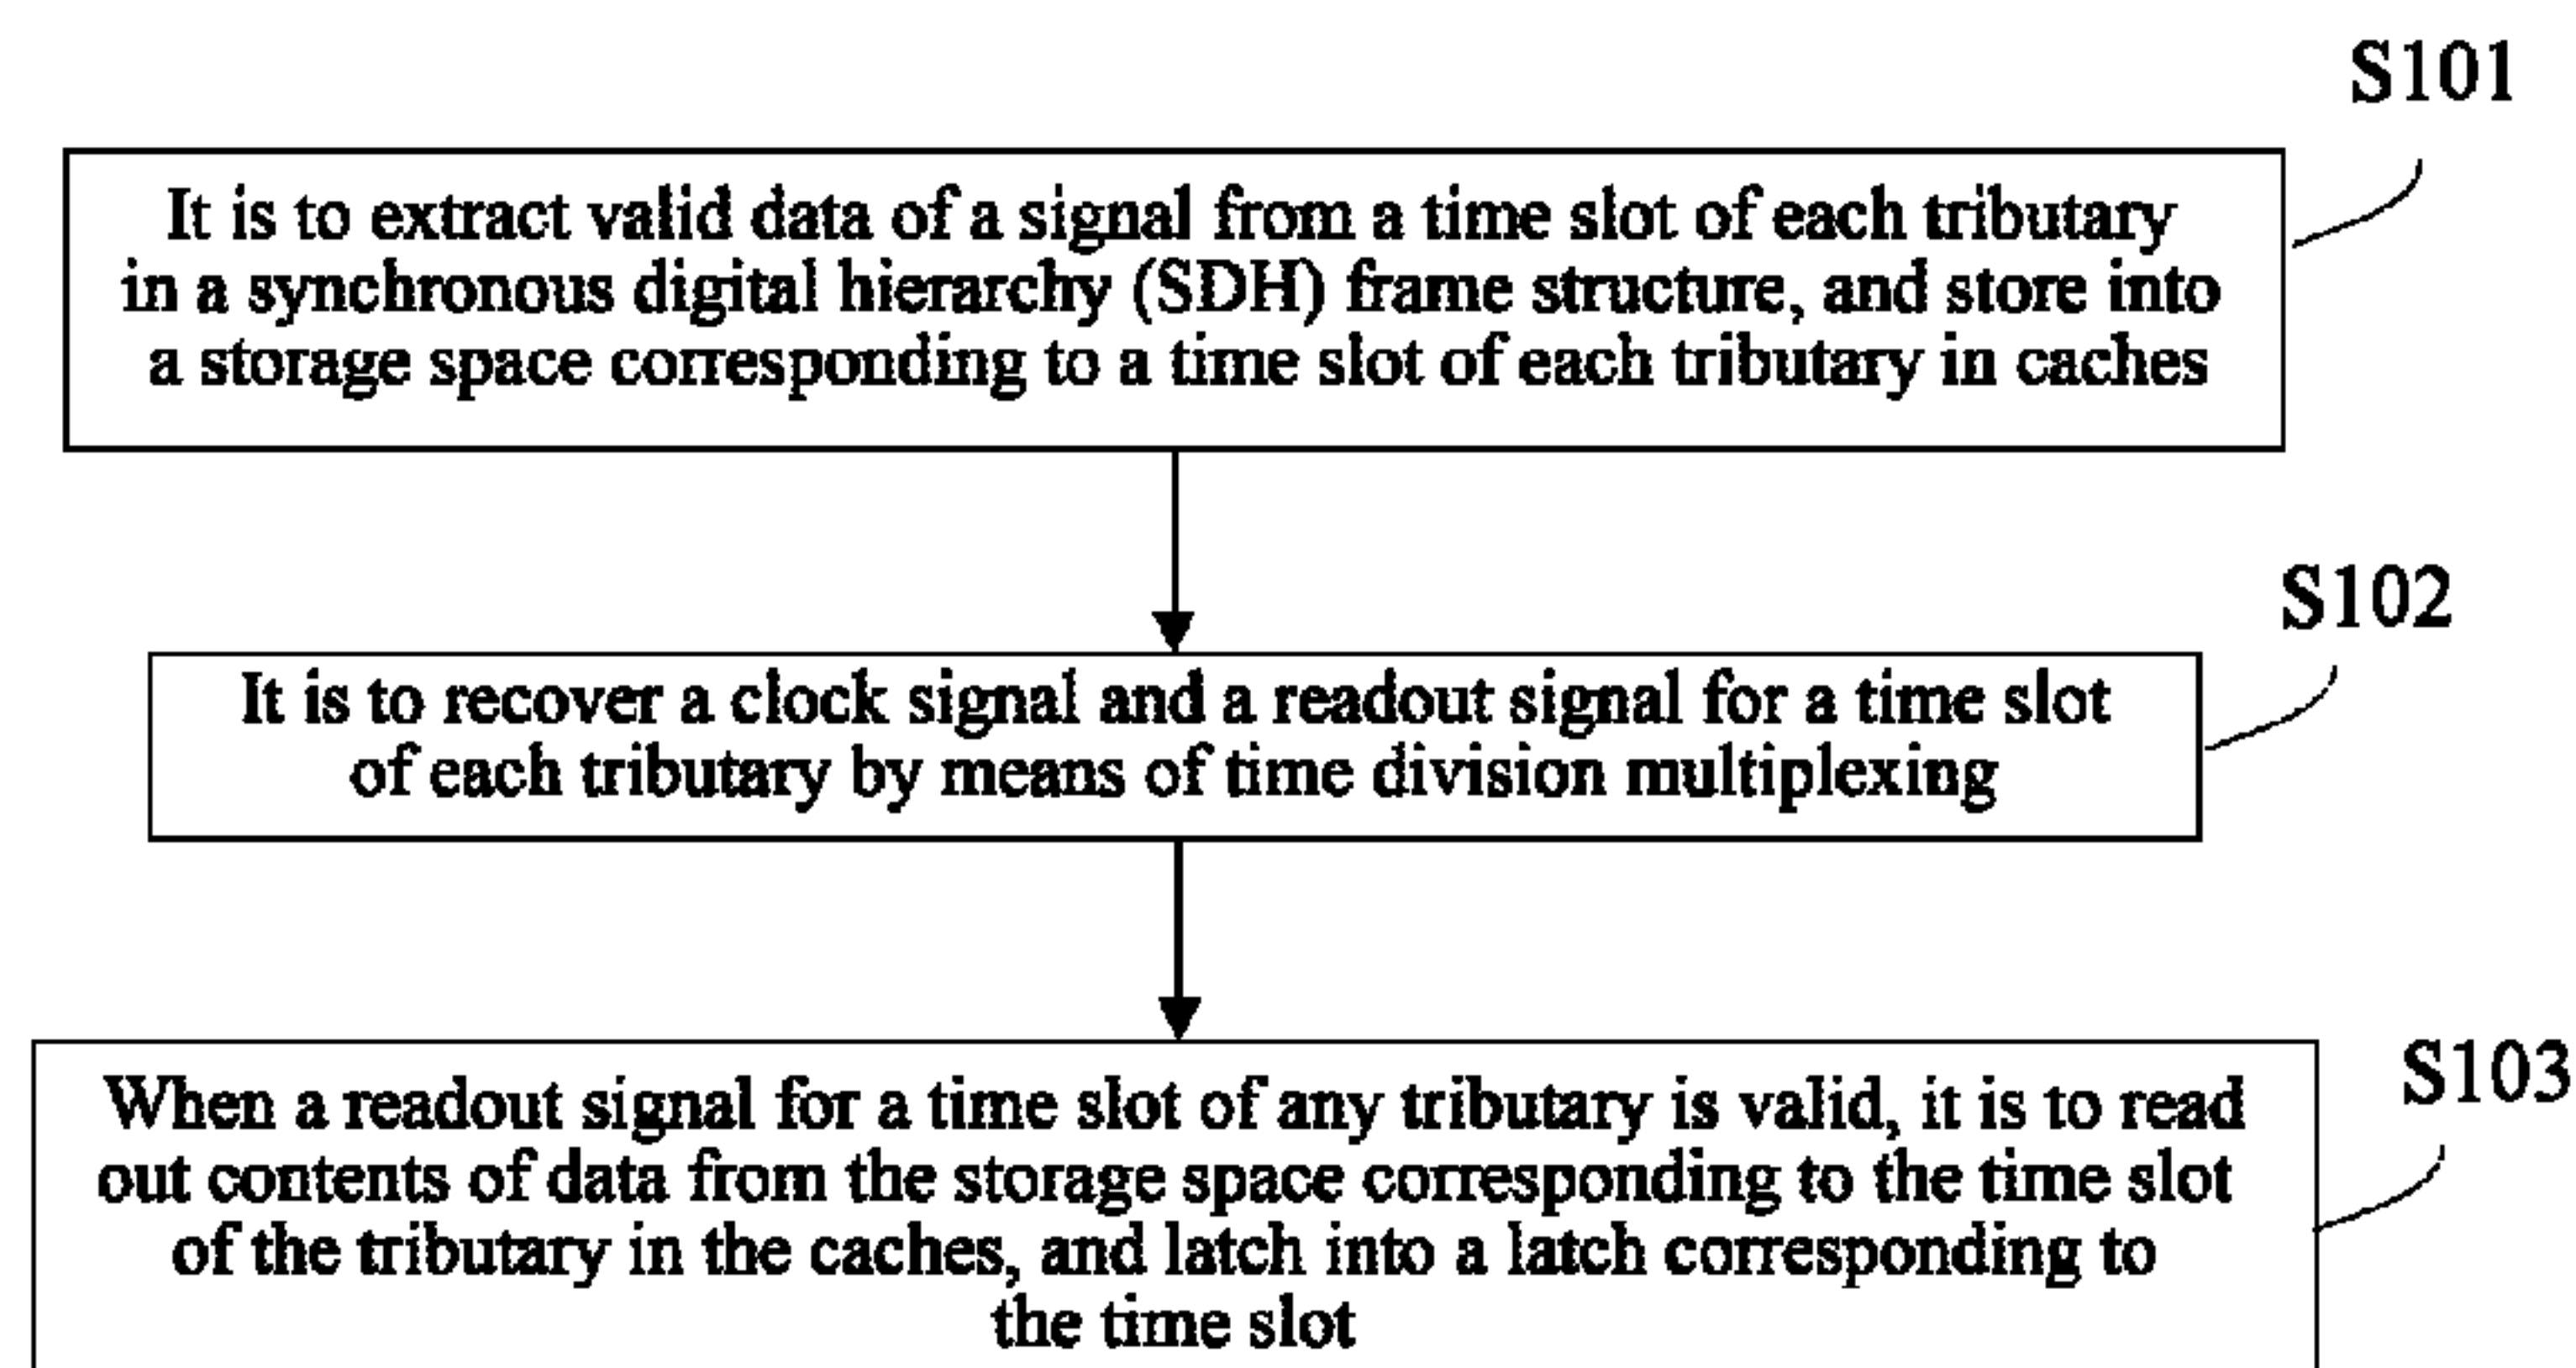 S101
It is to extract valid data of a signal from a time slot of each tributary
in a synchronous digital hierarchy (SDH) frame structure, and store into
a storage space corresponding to a time slot of each tributary in caches
S102
It is to recover a clock signal and a readout signal for a time slot
of each tributary by means of time division multiplexing
S103
When a readout signal for a time slot of any tributary is valid, it is to read
out contents of data from the storage space corresponding to the time slot
of the tributary in the caches, and latch into a latch corresponding to
the time slot